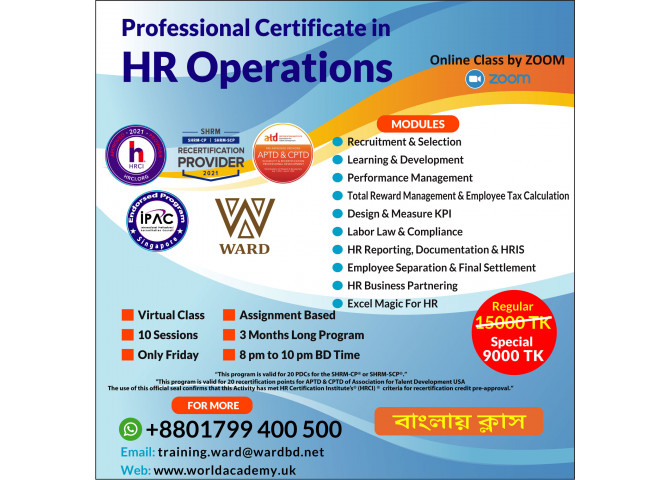 Professional Certificate in
HR Operations
Online Class by ZOOM
zoom
MODULES
Recruitment & Selection
Learning & Development
Performance Management
Total Reward Management & Employee Tax Calculation
Design & Measure KPI
Labor Law & Compliance
HR Reporting, Documentation & HRIS
Employee Separation & Final Settlement
HR Business Partnering
Excel Magic For HR
2021
HRCI
HRCI.ORG
SHRM
SHRM-CP | SHRM-SCP
RECERTIFICATION
PROVIDER
2021
atd
APTD & CPTD
Endorsed Program
iPAC
Singapore
WARD
Virtual Class
10 Sessions
Only Friday
Assignment Based
3 Months Long Program
8 pm to 10 pm BD Time
Regular
15000 TK
Special
9000 TK
"This program is valid for 20 PDCs for the SHRM-CP® or SHRM-SCP®."
"This program is valid for 20 recertification points for APTD & CPTD of Association for Talent Development USA
The use of this official seal confirms that this Activity has met HR Certification Institute's® (HRCI) ® criteria for recertification credit pre-approval."
FOR MORE
+8801799 400 500
Email: training.ward@wardbd.net
Web: www.worldacademy.uk
বাংলায় ক্লাস